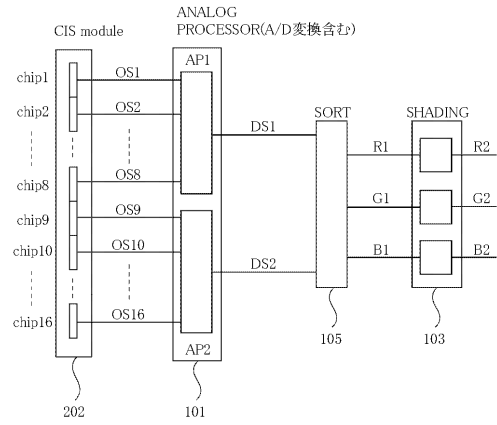 ANALOG
PROCESSOR(A/D変換含む)
CIS module
AP1
chip1
OS1
chip2
OS2
DS1
SORT
SHADING
R1
R2
chip8
OS8
chip9
OS9
G1
G2
chip10
OS10
B1
B2
DS2
chip16
OS16
AP2
105
103
202
101